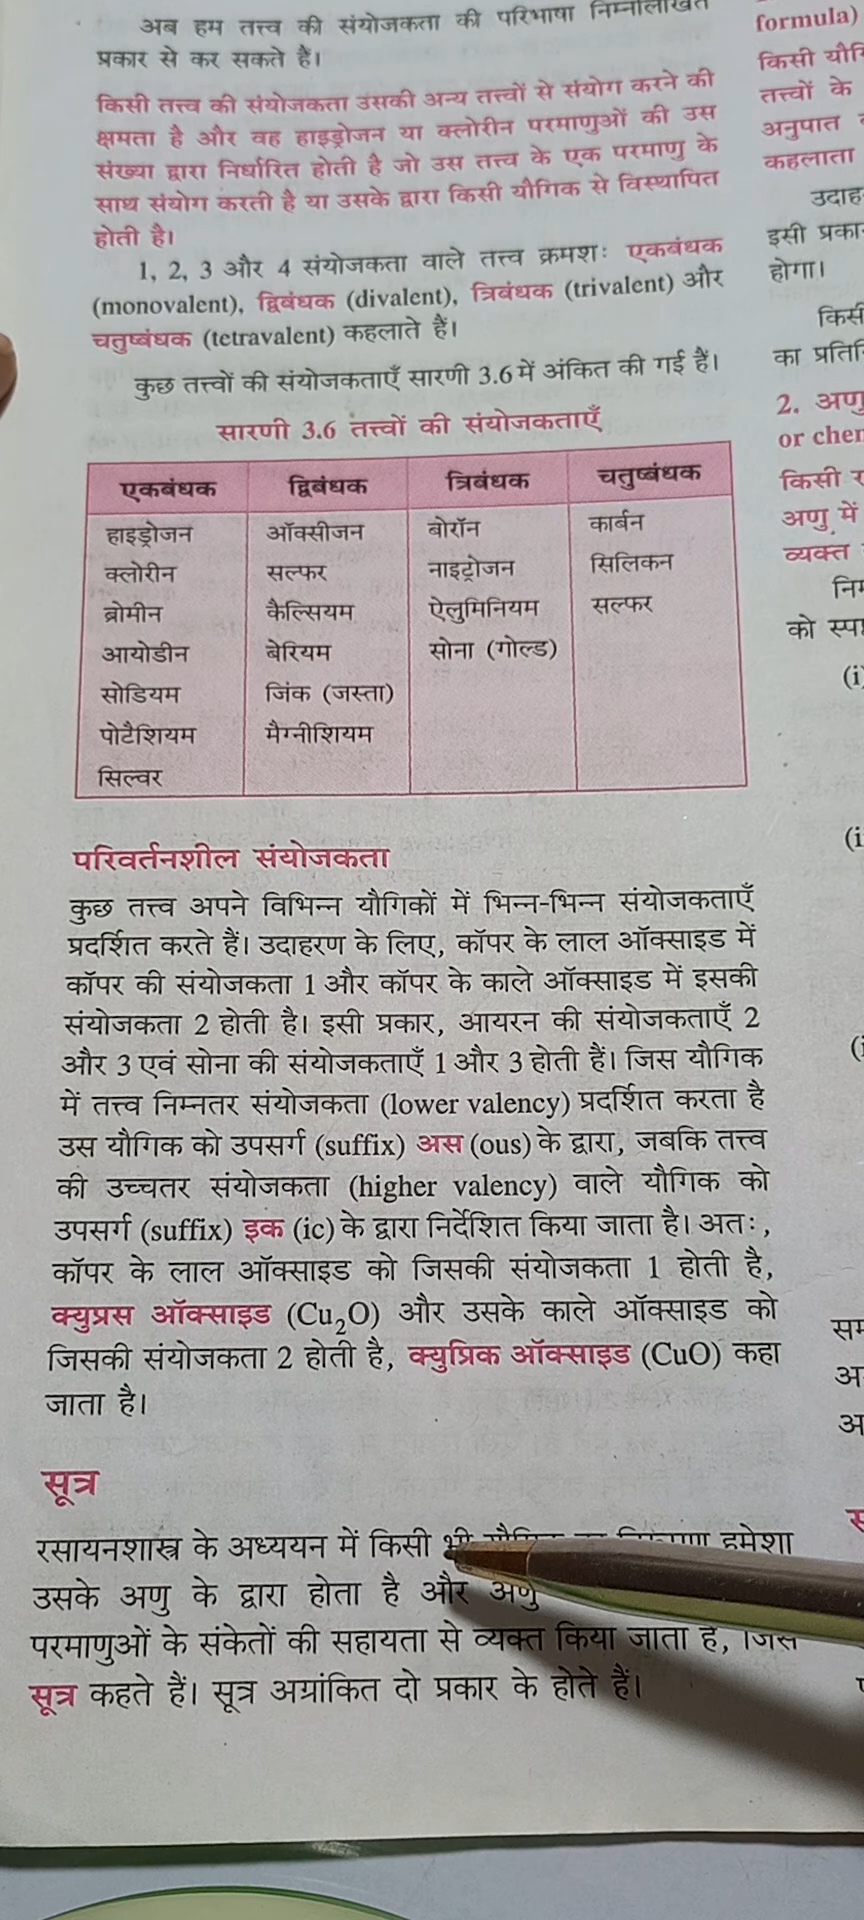 अब हम तत्त्व की संयोजकता की परिभाषा निम्नलिखित
प्रकार से कर सकते हैं।
किसी तत्त्व की संयोजकता उसकी अन्य तत्त्वों से संयोग करने की
क्षमता है और वह हाइड्रोजन या क्लोरीन परमाणुओं की उस
संख्या द्वारा निर्धारित होती है जो उस तत्त्व के एक परमाणु के
साथ संयोग करती है या उसके द्वारा किसी यौगिक से विस्थापित
होती है।
1, 2, 3 और 4 संयोजकता वाले तत्त्व क्रमशः एकबंधक
(monovalent), द्विबंधक (divalent), त्रिबंधक (trivalent) और
चतुष्बंधक (tetravalent) कहलाते हैं।
कुछ तत्त्वों की संयोजकताएँ सारणी 3.6 में अंकित की गई हैं।
सारणी 3.6 तत्त्वों की संयोजकताएँ
एकबंधक द्विबंधक त्रिबंधक चतुष्बंधक
हाइड्रोजन ऑक्सीजन बोरॉन कार्बन
क्लोरीन सल्फर नाइट्रोजन सिलिकन
ब्रोमीन कैल्सियम ऐलुमिनियम सल्फर
आयोडीन बेरियम सोना (गोल्ड)
सोडियम जिंक (जस्ता)
पोटैशियम मैग्नीशियम
सिल्वर
परिवर्तनशील संयोजकता
कुछ तत्त्व अपने विभिन्न यौगिकों में भिन्न-भिन्न संयोजकताएँ
प्रदर्शित करते हैं। उदाहरण के लिए, कॉपर के लाल ऑक्साइड में
कॉपर की संयोजकता 1 और कॉपर के काले ऑक्साइड में इसकी
संयोजकता 2 होती है। इसी प्रकार, आयरन की संयोजकताएँ 2
और 3 एवं सोना की संयोजकताएँ 1 और 3 होती हैं। जिस यौगिक
में तत्त्व निम्नतर संयोजकता (lower valency) प्रदर्शित करता है
उस यौगिक को उपसर्ग (suffix) अस (ous) के द्वारा, जबकि तत्त्व
की उच्चतर संयोजकता (higher valency) वाले यौगिक को
उपसर्ग (suffix) इक (ic) के द्वारा निर्देशित किया जाता है। अतः,
कॉपर के लाल ऑक्साइड को जिसकी संयोजकता 1 होती है,
क्युप्रस ऑक्साइड (Cu₂O) और उसके काले ऑक्साइड को
जिसकी संयोजकता 2 होती है, क्युप्रिक ऑक्साइड (CuO) कहा
जाता है।
सूत्र
रसायनशास्त्र के अध्ययन में किसी भी हमेशा
उसके अणु के द्वारा होता है और अणु
परमाणुओं के संकेतों की सहायता से व्यक्त किया जाता है, जिसे
सूत्र कहते हैं। सूत्र अग्रांकित दो प्रकार के होते हैं।
formula)
किसी
तत्त्वों के
अनुपात
कहलाता
इसी
होगा।
का
2. अणु
or
किसी
अणु में
व्यक्त
को